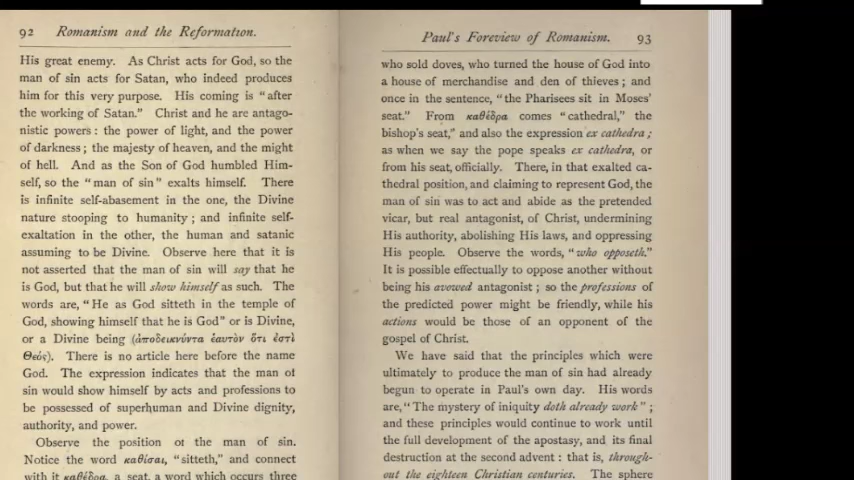 92 Romanism and the Reformation.
His great enemy. As Christ acts for God, so the
man of sin acts for Satan, who indeed produces
him for this very purpose. His coming is “after
the working of Satan.” Christ and he are antago-
nistic powers : the power of light, and the power
of darkness ; the majesty of heaven, and the might
of hell. And as the Son of God humbled Him-
self, so the “man of sin” exalts himself. There
is infinite self-abasement in the one, the Divine
nature stooping to humanity ; and infinite self-
exaltation in the other, the human and satanic
assuming to be Divine. Observe here that it is
not asserted that the man of sin will say that he
is God, but that he will show himself as such. The
words are, “He as God sitteth in the temple of
God, showing himself that he is God” or is Divine,
or a Divine being (ἀποδεικνύντα ἑαυτὸν ὅτι ἐστὶ
Θεός). There is no article here before the name
God. The expression indicates that the man of
sin would show himself by acts and professions to
be possessed of superhuman and Divine dignity,
authority, and power.
Observe the position of the man of sin.
Notice the word καθίσαι, “sitteth,” and connect
with it καθέδρα, a seat, a word which occurs three
Paul's Foreview of Romanism. 93
who sold doves, who turned the house of God into
a house of merchandise and den of thieves ; and
once in the sentence, “the Pharisees sit in Moses'
seat.” From καθέδρα comes “cathedral,” the
bishop's seat,” and also the expression ex cathedra ;
as when we say the pope speaks ex cathedra, or
from his seat, officially. There, in that exalted ca-
thedral position, and claiming to represent God, the
man of sin was to act and abide as the pretended
vicar, but real antagonist, of Christ, undermining
His authority, abolishing His laws, and oppressing
His people. Observe the words, “who opposeth.”
It is possible effectually to oppose another without
being his avowed antagonist ; so the professions of
the predicted power might be friendly, while his
actions would be those of an opponent of the
gospel of Christ.
We have said that the principles which were
ultimately to produce the man of sin had already
begun to operate in Paul's own day. His words
are, “The mystery of iniquity doth already work” ;
and these principles would continue to work until
the full development of the apostasy, and its final
destruction at the second advent : that is, through-
out the eighteen Christian centuries. The sphere